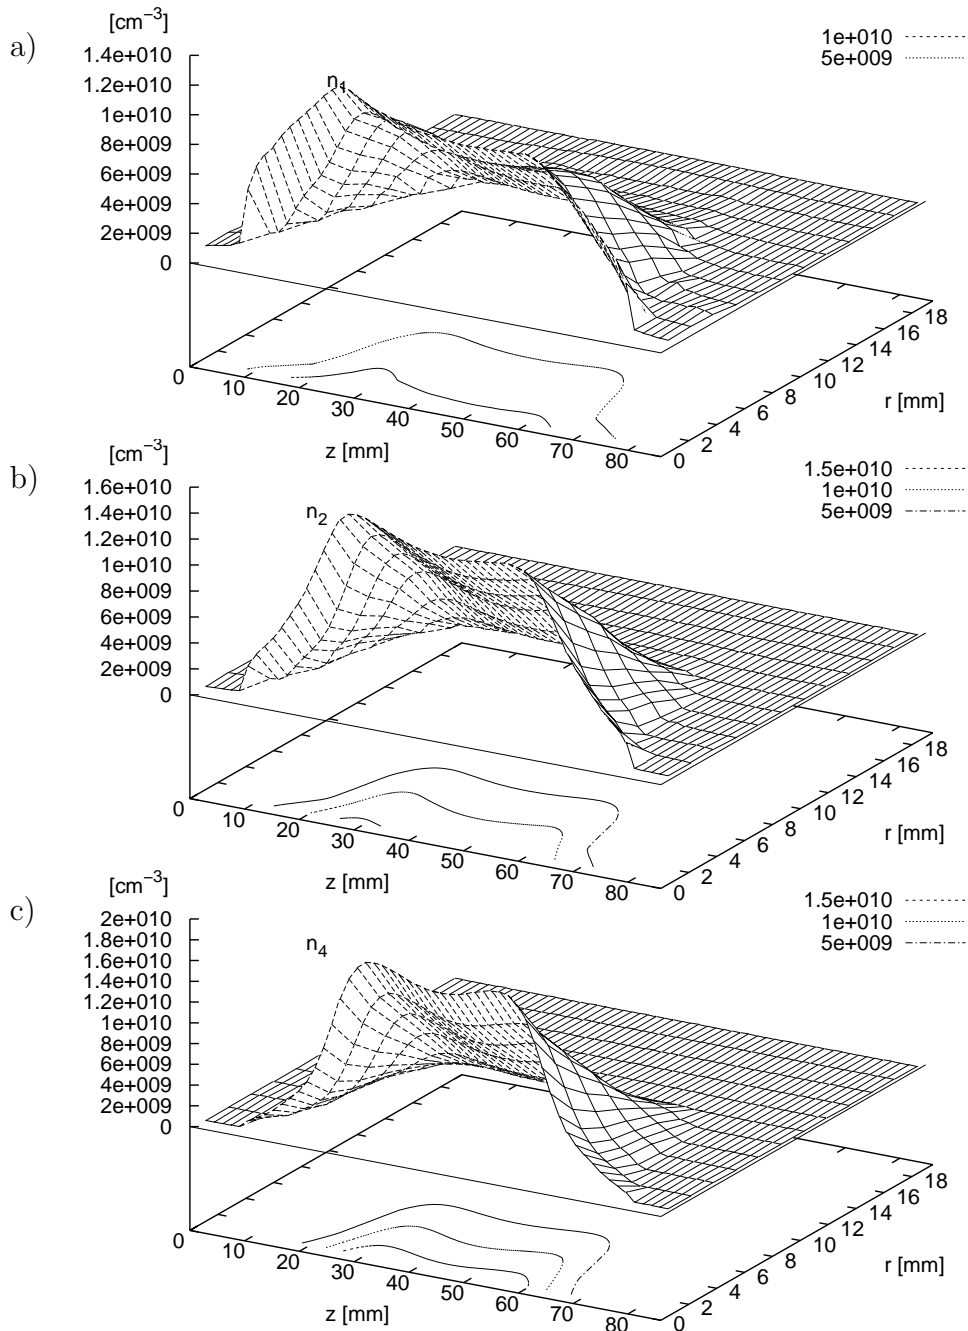 a)
[cm−3]
1.4e+010
1.2e+010
1e+010
8e+009
6e+009
4e+009
2e+009
0
n1
1e+010
5e+009
0
10
20
30
40
50
60
70
80
z [mm]
0
2
4
6
8
10
12
14
16
18
r [mm]
b)
[cm−3]
1.6e+010
1.4e+010
1.2e+010
1e+010
8e+009
6e+009
4e+009
2e+009
0
n2
1.5e+010
1e+010
5e+009
0
10
20
30
40
50
60
70
80
z [mm]
0
2
4
6
8
10
12
14
16
18
r [mm]
c)
[cm−3]
2e+010
1.8e+010
1.6e+010
1.4e+010
1.2e+010
1e+010
8e+009
6e+009
4e+009
2e+009
0
n4
1.5e+010
1e+010
5e+009
0
10
20
30
40
50
60
70
80
z [mm]
0
2
4
6
8
10
12
14
16
18
r [mm]